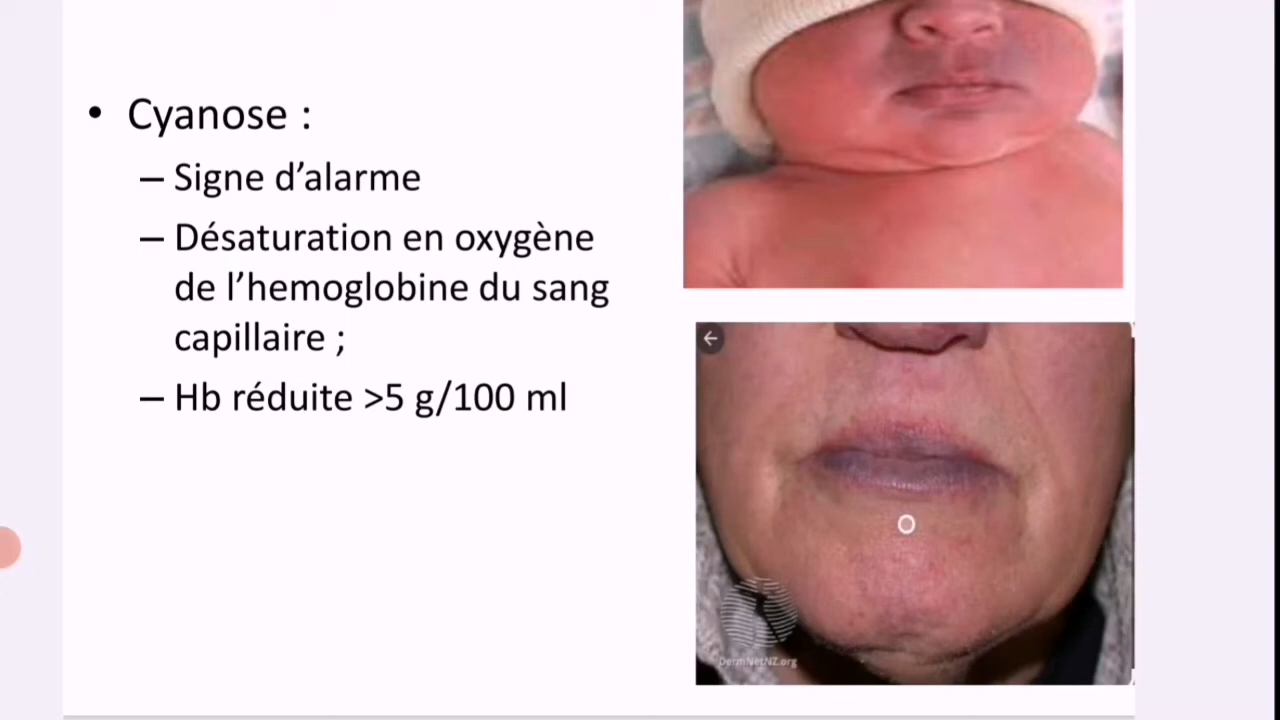 • Cyanose :
– Signe d’alarme
– Désaturation en oxygène
de l’hemoglobine du sang
capillaire ;
– Hb réduite >5 g/100 ml
DermNetNZ.org